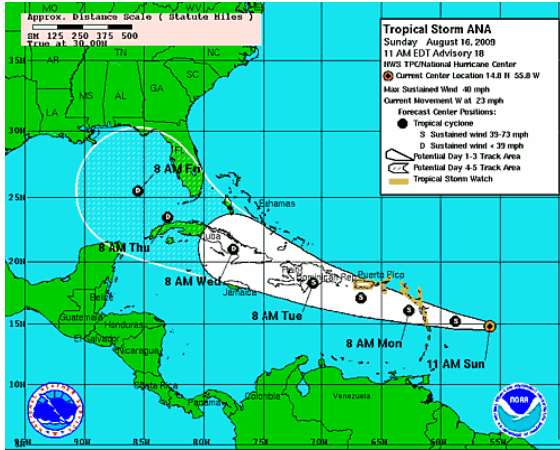 Approx. Distance Scale ( Statute Miles )
SM 125 250 375 500
True at 30.00N
Tropical Storm ANA
Sunday August 16, 2009
11 AM EDT Advisory 18
NWS TPC/National Hurricane Center
Current Center Location 14.8 N 55.8 W
Max Sustained Wind 40 mph
Current Movement W at 23 mph
Forecast Center Positions:
Tropical cyclone
S Sustained wind 39-73 mph
D Sustained wind < 39 mph
Potential Day 1-3 Track Area
Potential Day 4-5 Track Area
Tropical Storm Watch
MO
KY
VA
TN
NC
AR
SC
MS
AL
GA
LA
FL
35N
30N
25N
20N
15N
10N
5N
8 AM Fri
D
D
8 AM Thu
Bahamas
Cuba
D
8 AM Wed
Jamaica
Haiti
Dominican Rep
Puerto Rico
S
8 AM Tue
S
S
8 AM Mon
S
11 AM Sun
Belize
Guatemala
Honduras
El Salvador
Nicaragua
Costa Rica
Panama
Colombia
Venezuela
NOAA
95W
90W
85W
80W
75W
70W
65W
60W
55W